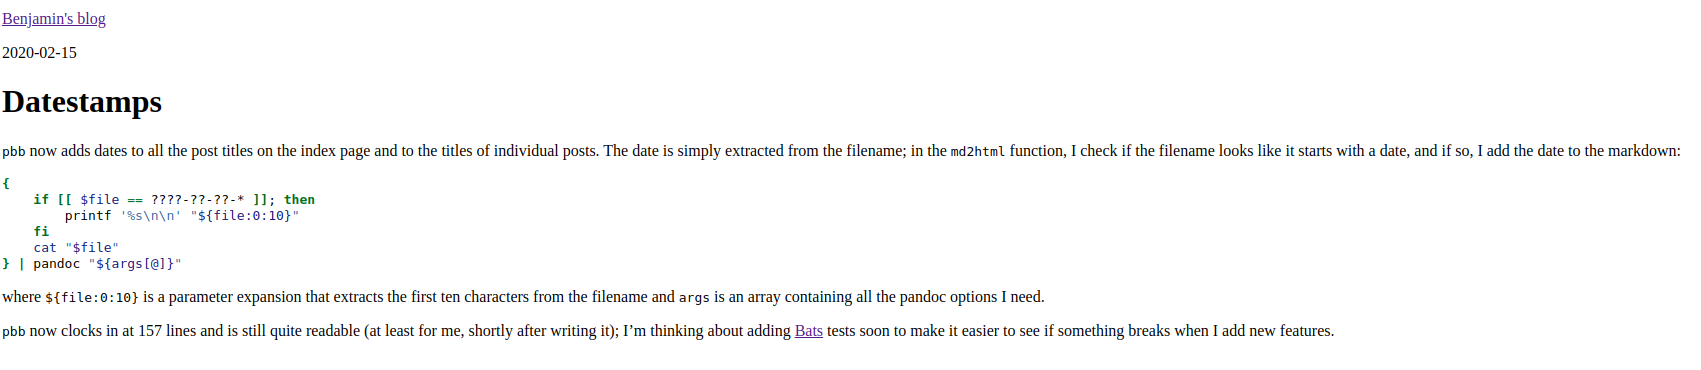 Benjamin's blog
2020-02-15
Datestamps
pbb now adds dates to all the post titles on the index page and to the titles of individual posts. The date is simply extracted from the filename; in the md2html function, I check if the filename looks like it starts with a date, and if so, I add the date to the markdown:
{
    if [[ $file == ????-??-??-* ]]; then
        printf '%s\n\n' "${file:0:10}"
    fi
    cat "$file"
} | pandoc "${args[@]}"
where ${file:0:10} is a parameter expansion that extracts the first ten characters from the filename and args is an array containing all the pandoc options I need.
pbb now clocks in at 157 lines and is still quite readable (at least for me, shortly after writing it); I’m thinking about adding Bats tests soon to make it easier to see if something breaks when I add new features.